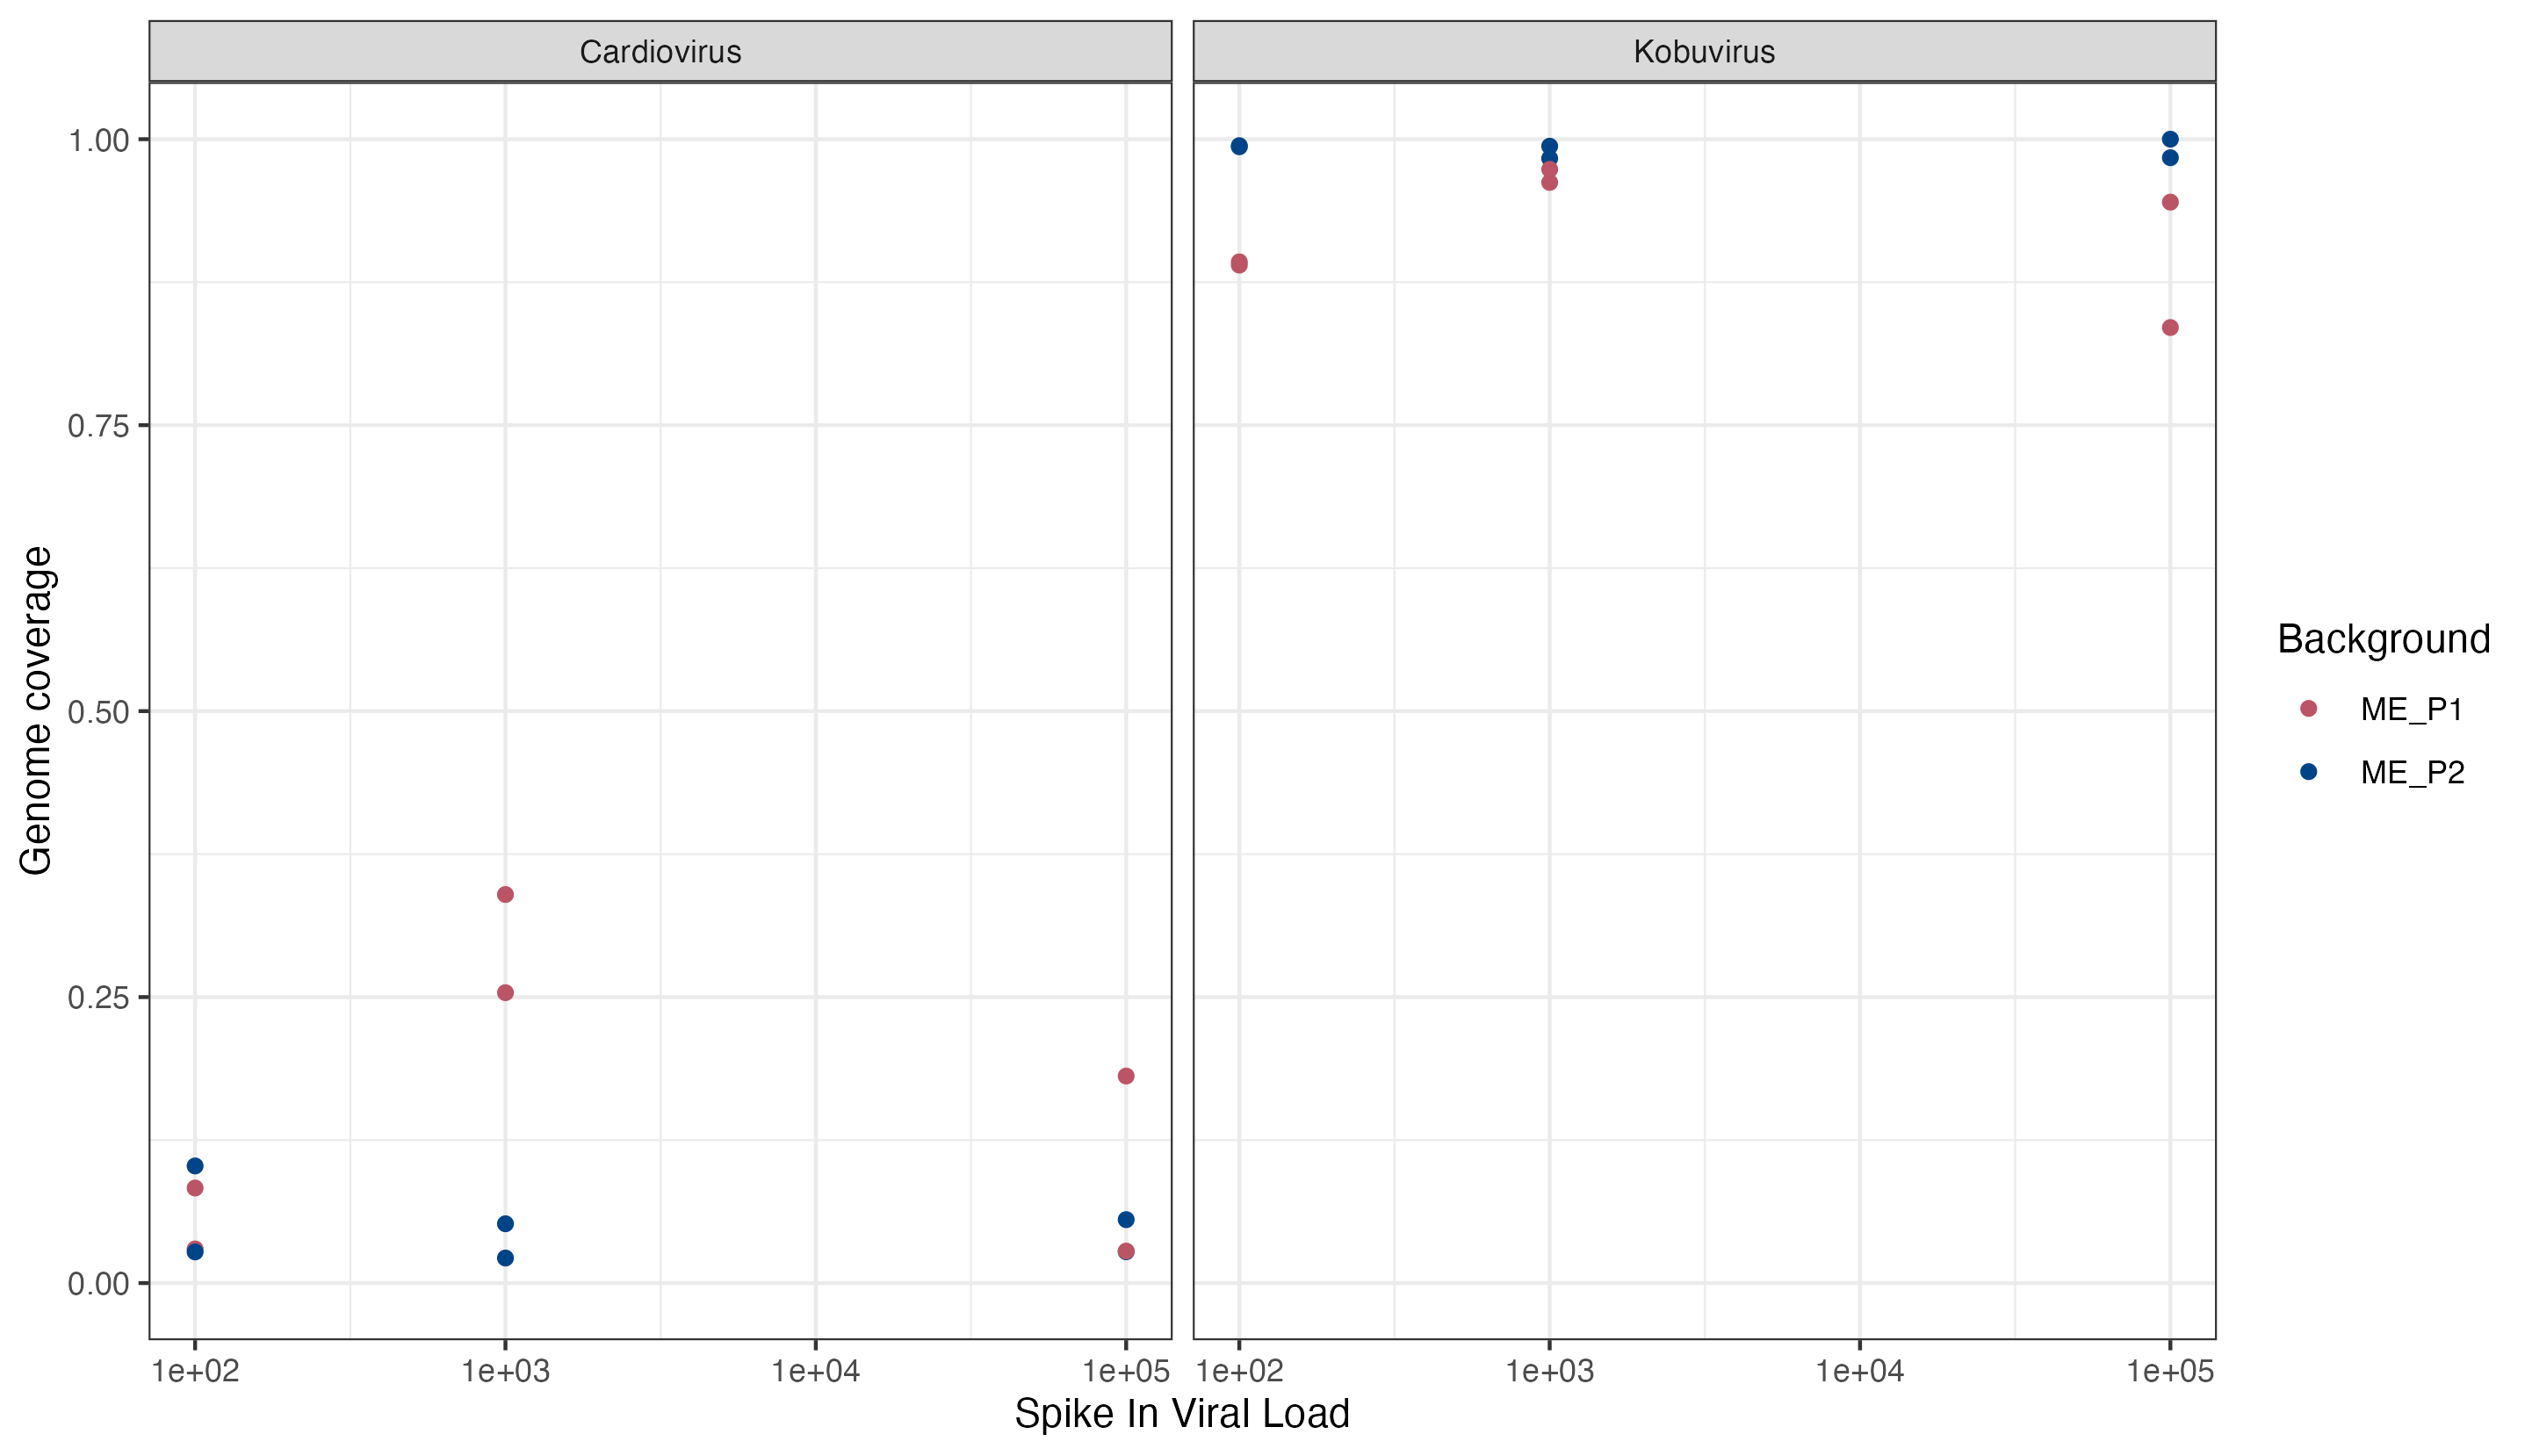 Cardiovirus
Kobuvirus
1.00
0.75
0.50
0.25
0.00
Genome coverage
1e+02 1e+03 1e+04 1e+05
1e+02 1e+03 1e+04 1e+05
Spike In Viral Load
Background
ME_P1
ME_P2